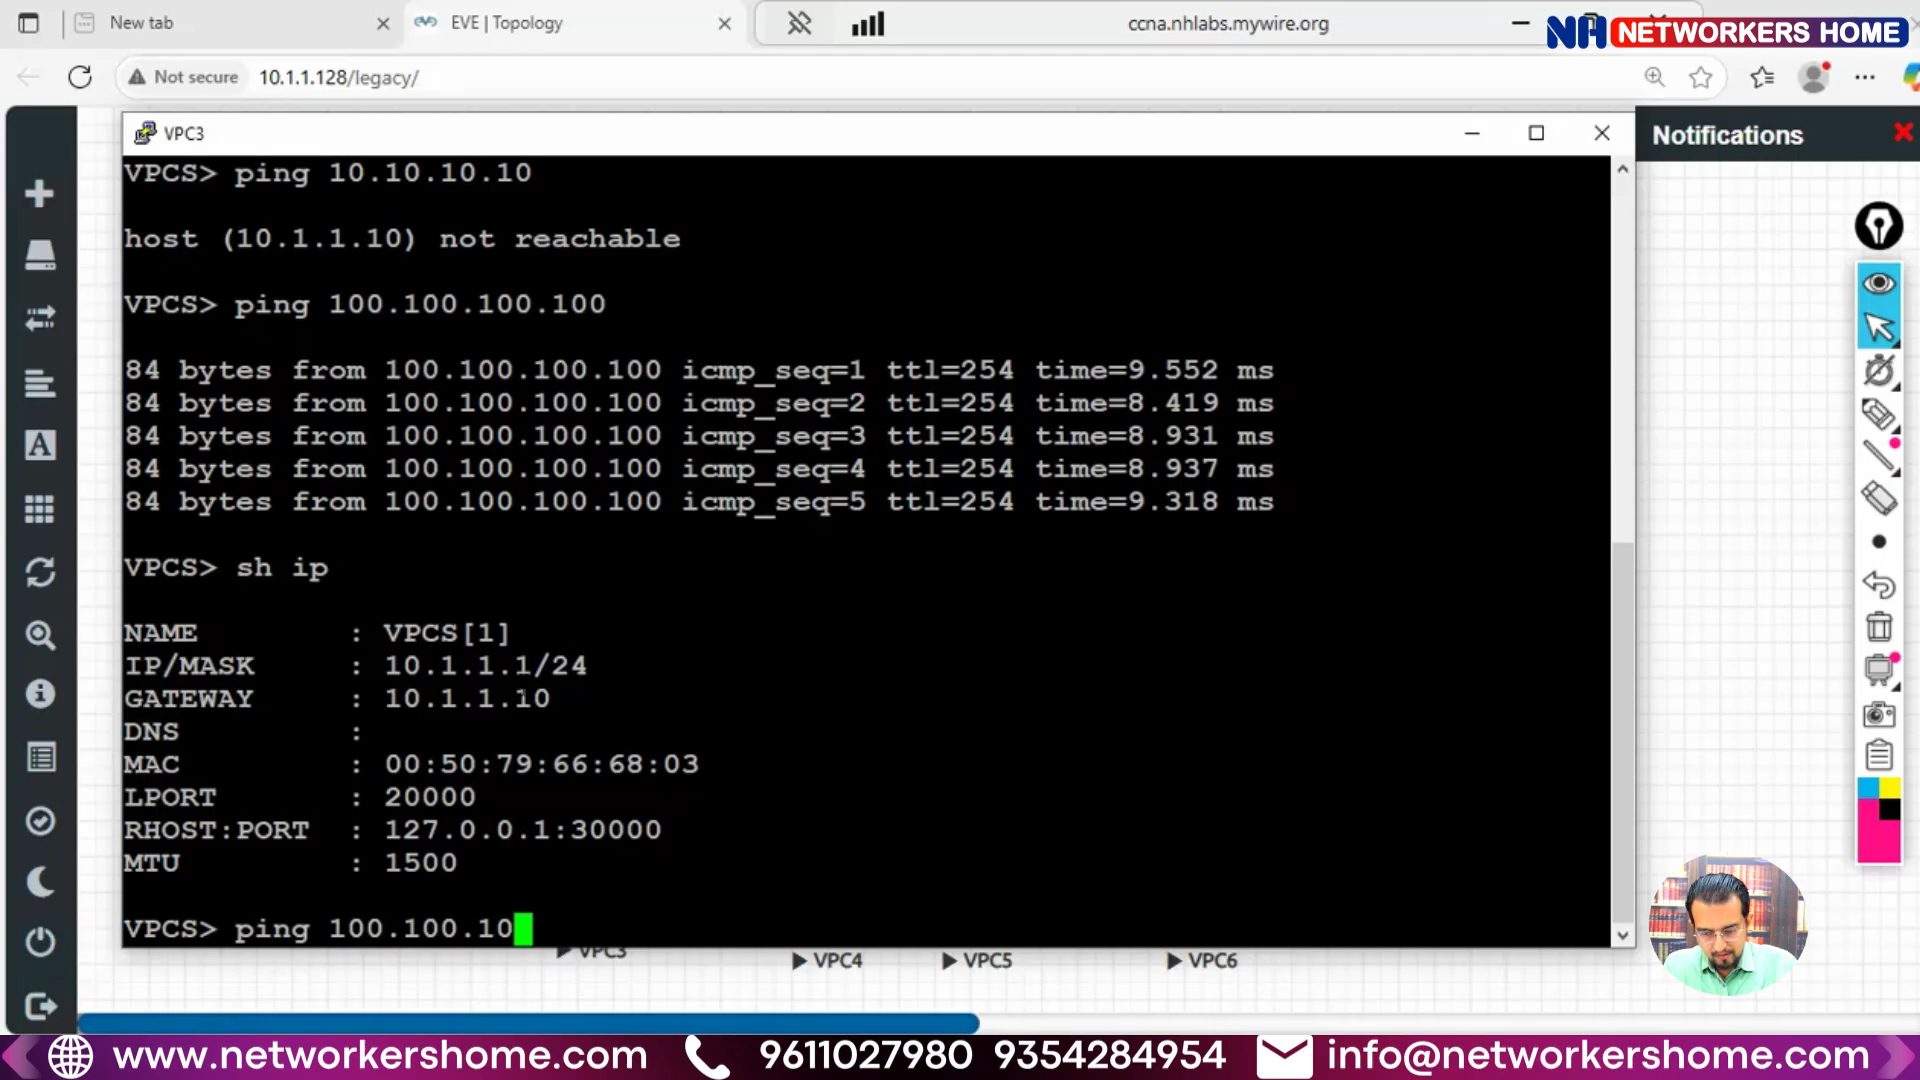 New tab
EVE | Topology
ccna.nhlabs.mywire.org
NH NETWORKERS HOME
Not secure
10.1.1.128/legacy/
VPC3
Notifications
VPCS> ping 10.10.10.10
host (10.1.1.10) not reachable
VPCS> ping 100.100.100.100
84 bytes from 100.100.100.100 icmp_seq=1 ttl=254 time=9.552 ms
84 bytes from 100.100.100.100 icmp_seq=2 ttl=254 time=8.419 ms
84 bytes from 100.100.100.100 icmp_seq=3 ttl=254 time=8.931 ms
84 bytes from 100.100.100.100 icmp_seq=4 ttl=254 time=8.937 ms
84 bytes from 100.100.100.100 icmp_seq=5 ttl=254 time=9.318 ms
VPCS> sh ip
NAME : VPCS[1]
IP/MASK : 10.1.1.1/24
GATEWAY : 10.1.1.10
DNS :
MAC : 00:50:79:66:68:03
LPORT : 20000
RHOST:PORT : 127.0.0.1:30000
MTU : 1500
VPCS> ping 100.100.10
VPC3
VPC4
VPC5
VPC6
www.networkershome.com
9611027980 9354284954
info@networkershome.com